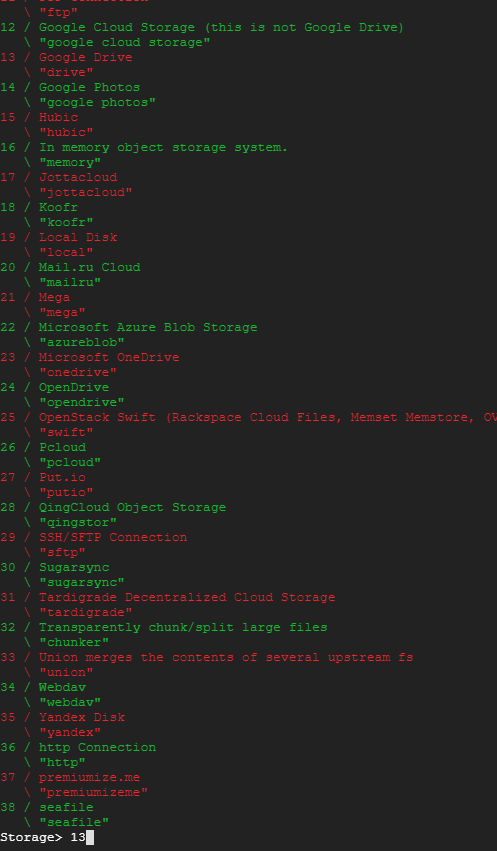 \ "ftp"
12 / Google Cloud Storage (this is not Google Drive)
\ "google cloud storage"
13 / Google Drive
\ "drive"
14 / Google Photos
\ "google photos"
15 / Hubic
\ "hubic"
16 / In memory object storage system.
\ "memory"
17 / Jottacloud
\ "jottacloud"
18 / Koofr
\ "koofr"
19 / Local Disk
\ "local"
20 / Mail.ru Cloud
\ "mailru"
21 / Mega
\ "mega"
22 / Microsoft Azure Blob Storage
\ "azureblob"
23 / Microsoft OneDrive
\ "onedrive"
24 / OpenDrive
\ "opendrive"
25 / OpenStack Swift (Rackspace Cloud Files, Memset Memstore, OV
\ "swift"
26 / Pcloud
\ "pcloud"
27 / Put.io
\ "putio"
28 / QingCloud Object Storage
\ "qingstor"
29 / SSH/SFTP Connection
\ "sftp"
30 / Sugarsync
\ "sugarsync"
31 / Tardigrade Decentralized Cloud Storage
\ "tardigrade"
32 / Transparently chunk/split large files
\ "chunker"
33 / Union merges the contents of several upstream fs
\ "union"
34 / Webdav
\ "webdav"
35 / Yandex Disk
\ "yandex"
36 / http Connection
\ "http"
37 / premiumize.me
\ "premiumizeme"
38 / seafile
\ "seafile"
Storage> 13